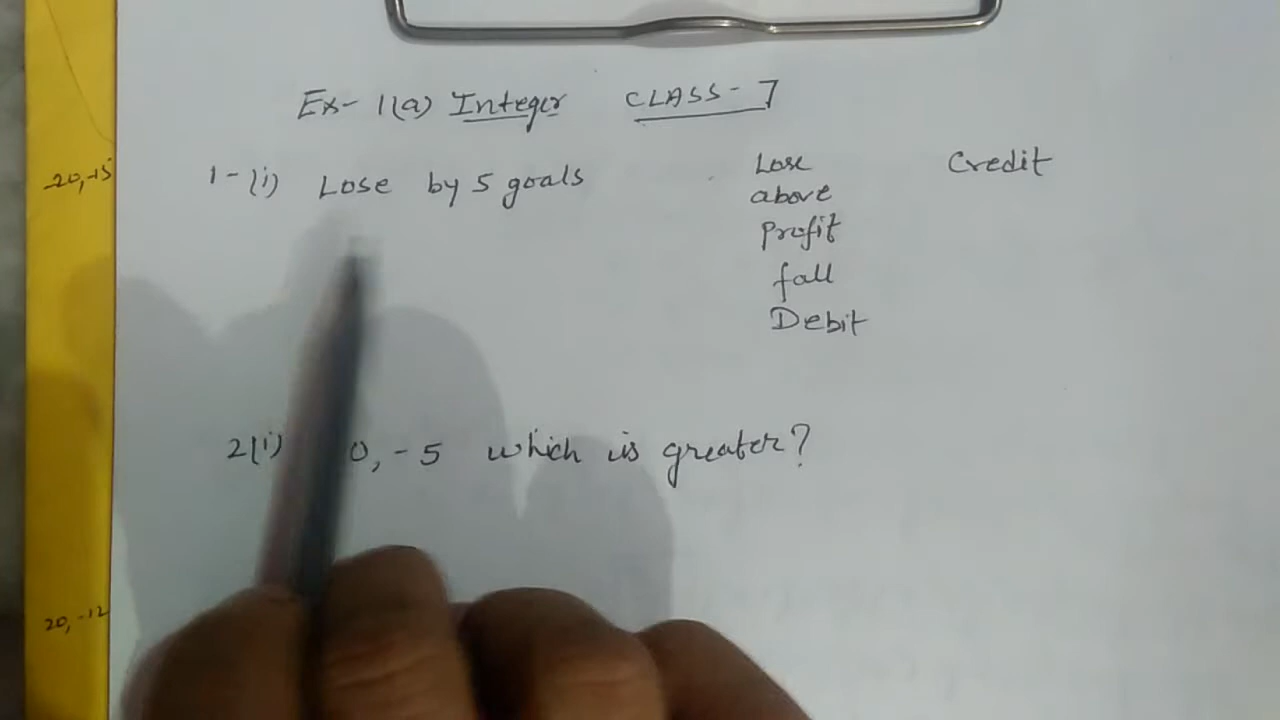 Ex- 1(a) Integer CLASS-7
20,-15
1-(i) Lose by 5 goals
Lose
above
Profit
fall
Debit
Credit
2(i) 0, -5 which is greater?
20,-12